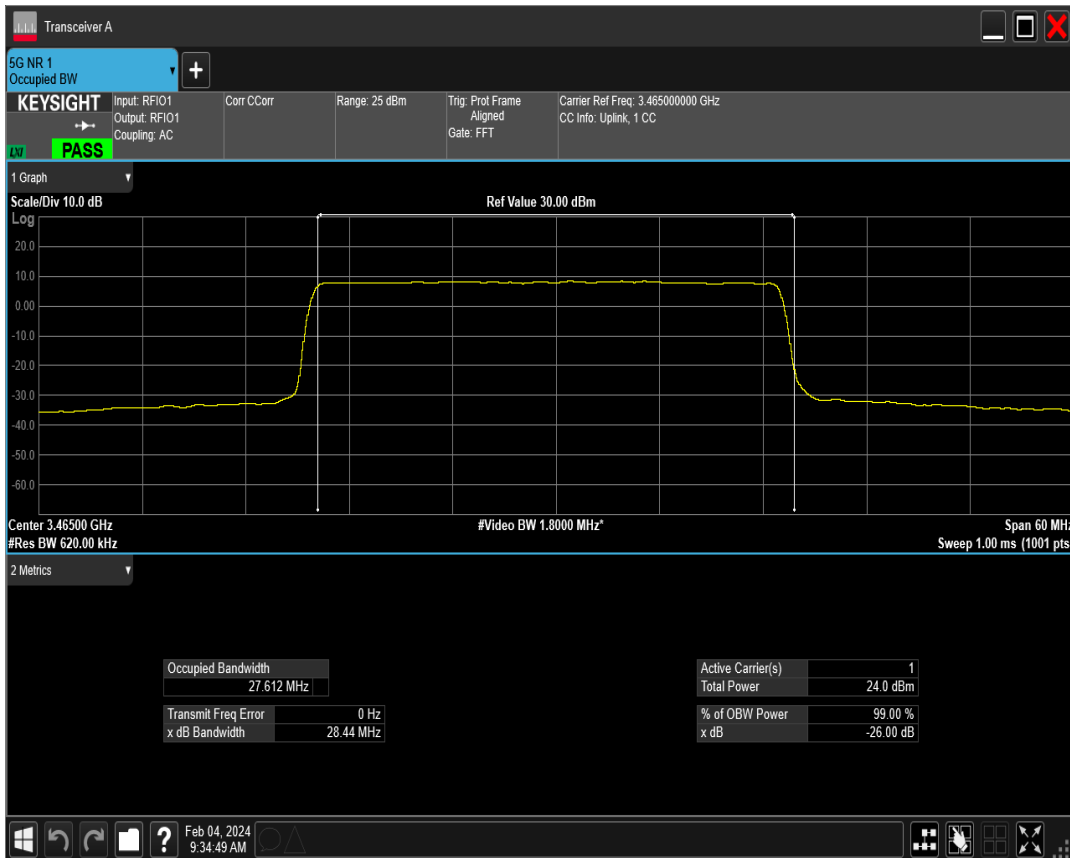 Transceiver A
5G NR 1
Occupied BW
+
KEYSIGHT
LXI
PASS
Input: RFIO1
Output: RFIO1
Coupling: AC
Corr CCorr
Range: 25 dBm
Trig: Prot Frame
Aligned
Gate: FFT
Carrier Ref Freq: 3.465000000 GHz
CC Info: Uplink, 1 CC
1 Graph
Scale/Div 10.0 dB
Ref Value 30.00 dBm
Log
20.0
10.0
0.00
-10.0
-20.0
-30.0
-40.0
-50.0
-60.0
Center 3.46500 GHz
#Video BW 1.8000 MHz*
Span 60 MHz
#Res BW 620.00 kHz
Sweep 1.00 ms (1001 pts
2 Metrics
Occupied Bandwidth
27.612 MHz
Transmit Freq Error 0 Hz
x dB Bandwidth 28.44 MHz
Active Carrier(s) 1
Total Power 24.0 dBm
% of OBW Power 99.00 %
x dB -26.00 dB
?
Feb 04, 2024
9:34:49 AM